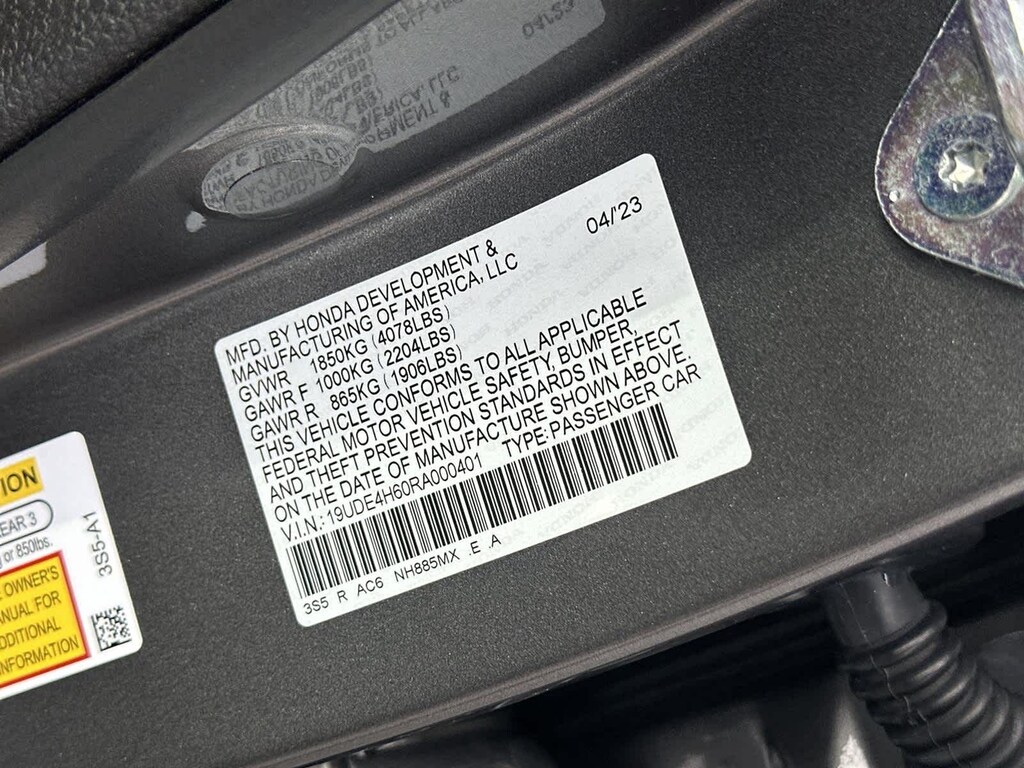 04/'23
MFD. BY HONDA DEVELOPMENT &
MANUFACTURING OF AMERICA, LLC
GVWR 1850KG (4078LBS)
GAWR F 1000KG (2204LBS)
GAWR R 865KG (1906LBS)
THIS VEHICLE CONFORMS TO ALL APPLICABLE
FEDERAL MOTOR VEHICLE SAFETY, BUMPER,
AND THEFT PREVENTION STANDARDS IN EFFECT
ON THE DATE OF MANUFACTURE SHOWN ABOVE.
V.I.N.: 19UDE4H60RA000401 TYPE:PASSENGER CAR
3S5 R AC6 NH885MX .E .A
ION
EAR 3
or 850lbs.
OWNER'S
ANUAL FOR
DDITIONAL
NFORMATION
3S5-A1